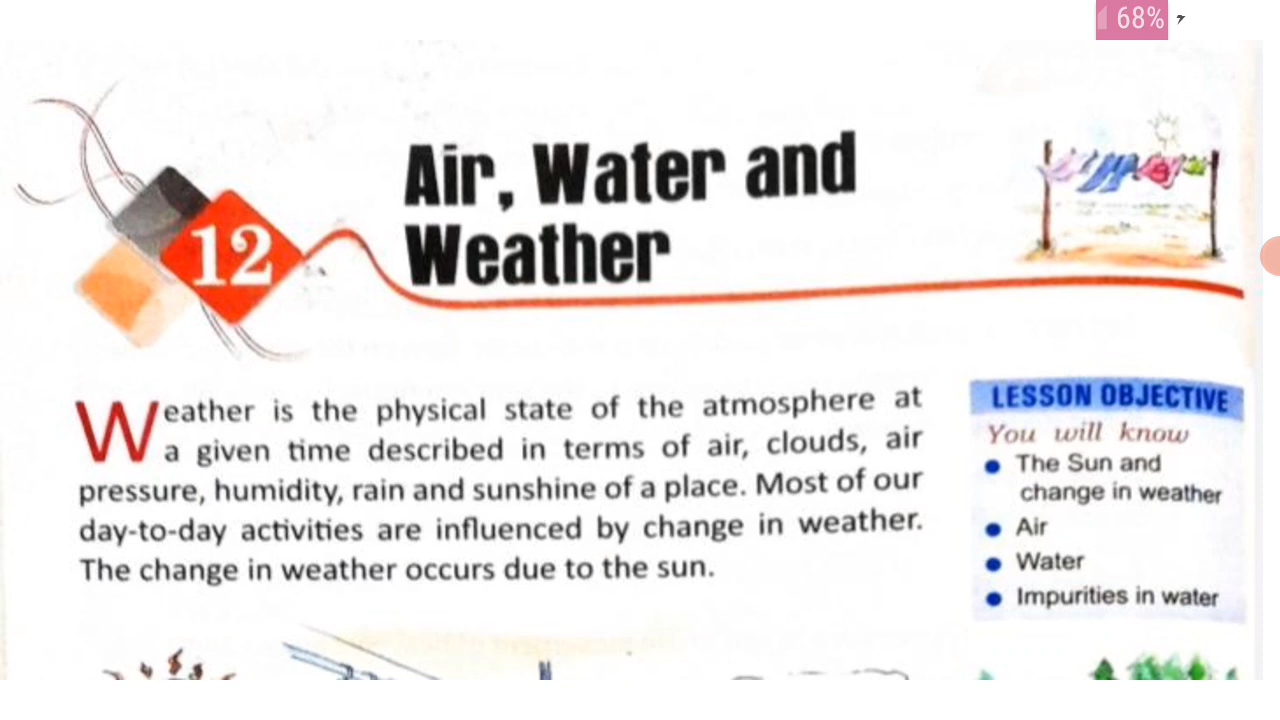 68%
12
Air, Water and
Weather
Weather is the physical state of the atmosphere at
a given time described in terms of air, clouds, air
pressure, humidity, rain and sunshine of a place. Most of our
day-to-day activities are influenced by change in weather.
The change in weather occurs due to the sun.
LESSON OBJECTIVE
You will know
• The Sun and
change in weather
• Air
• Water
• Impurities in water